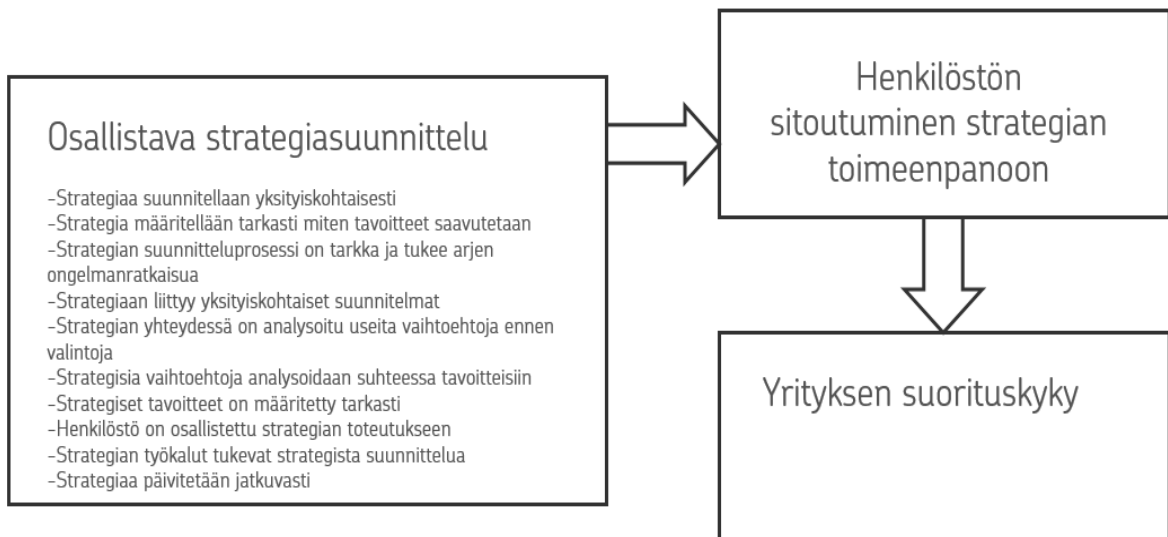 Osallistava strategiasuunnittelu
-Strategiaa suunnitellaan yksityiskohtaisesti
-Strategia määritellään tarkasti miten tavoitteet saavutetaan
-Strategian suunnitteluprosessi on tarkka ja tukee arjen
ongelmanratkaisua
-Strategiaan liittyy yksityiskohtaiset suunnitelmat
-Strategian yhteydessä on analysoitu useita vaihtoehtoja ennen
valintoja
-Strategisia vaihtoehtoja analysoidaan suhteessa tavoitteisiin
-Strategiset tavoitteet on määritetty tarkasti
-Henkilöstö on osallistettu strategian toteutukseen
-Strategian työkalut tukevat strategista suunnittelua
-Strategiaa päivitetään jatkuvasti
Henkilöstön
sitoutuminen strategian
toimeenpanoon
Yrityksen suorituskyky